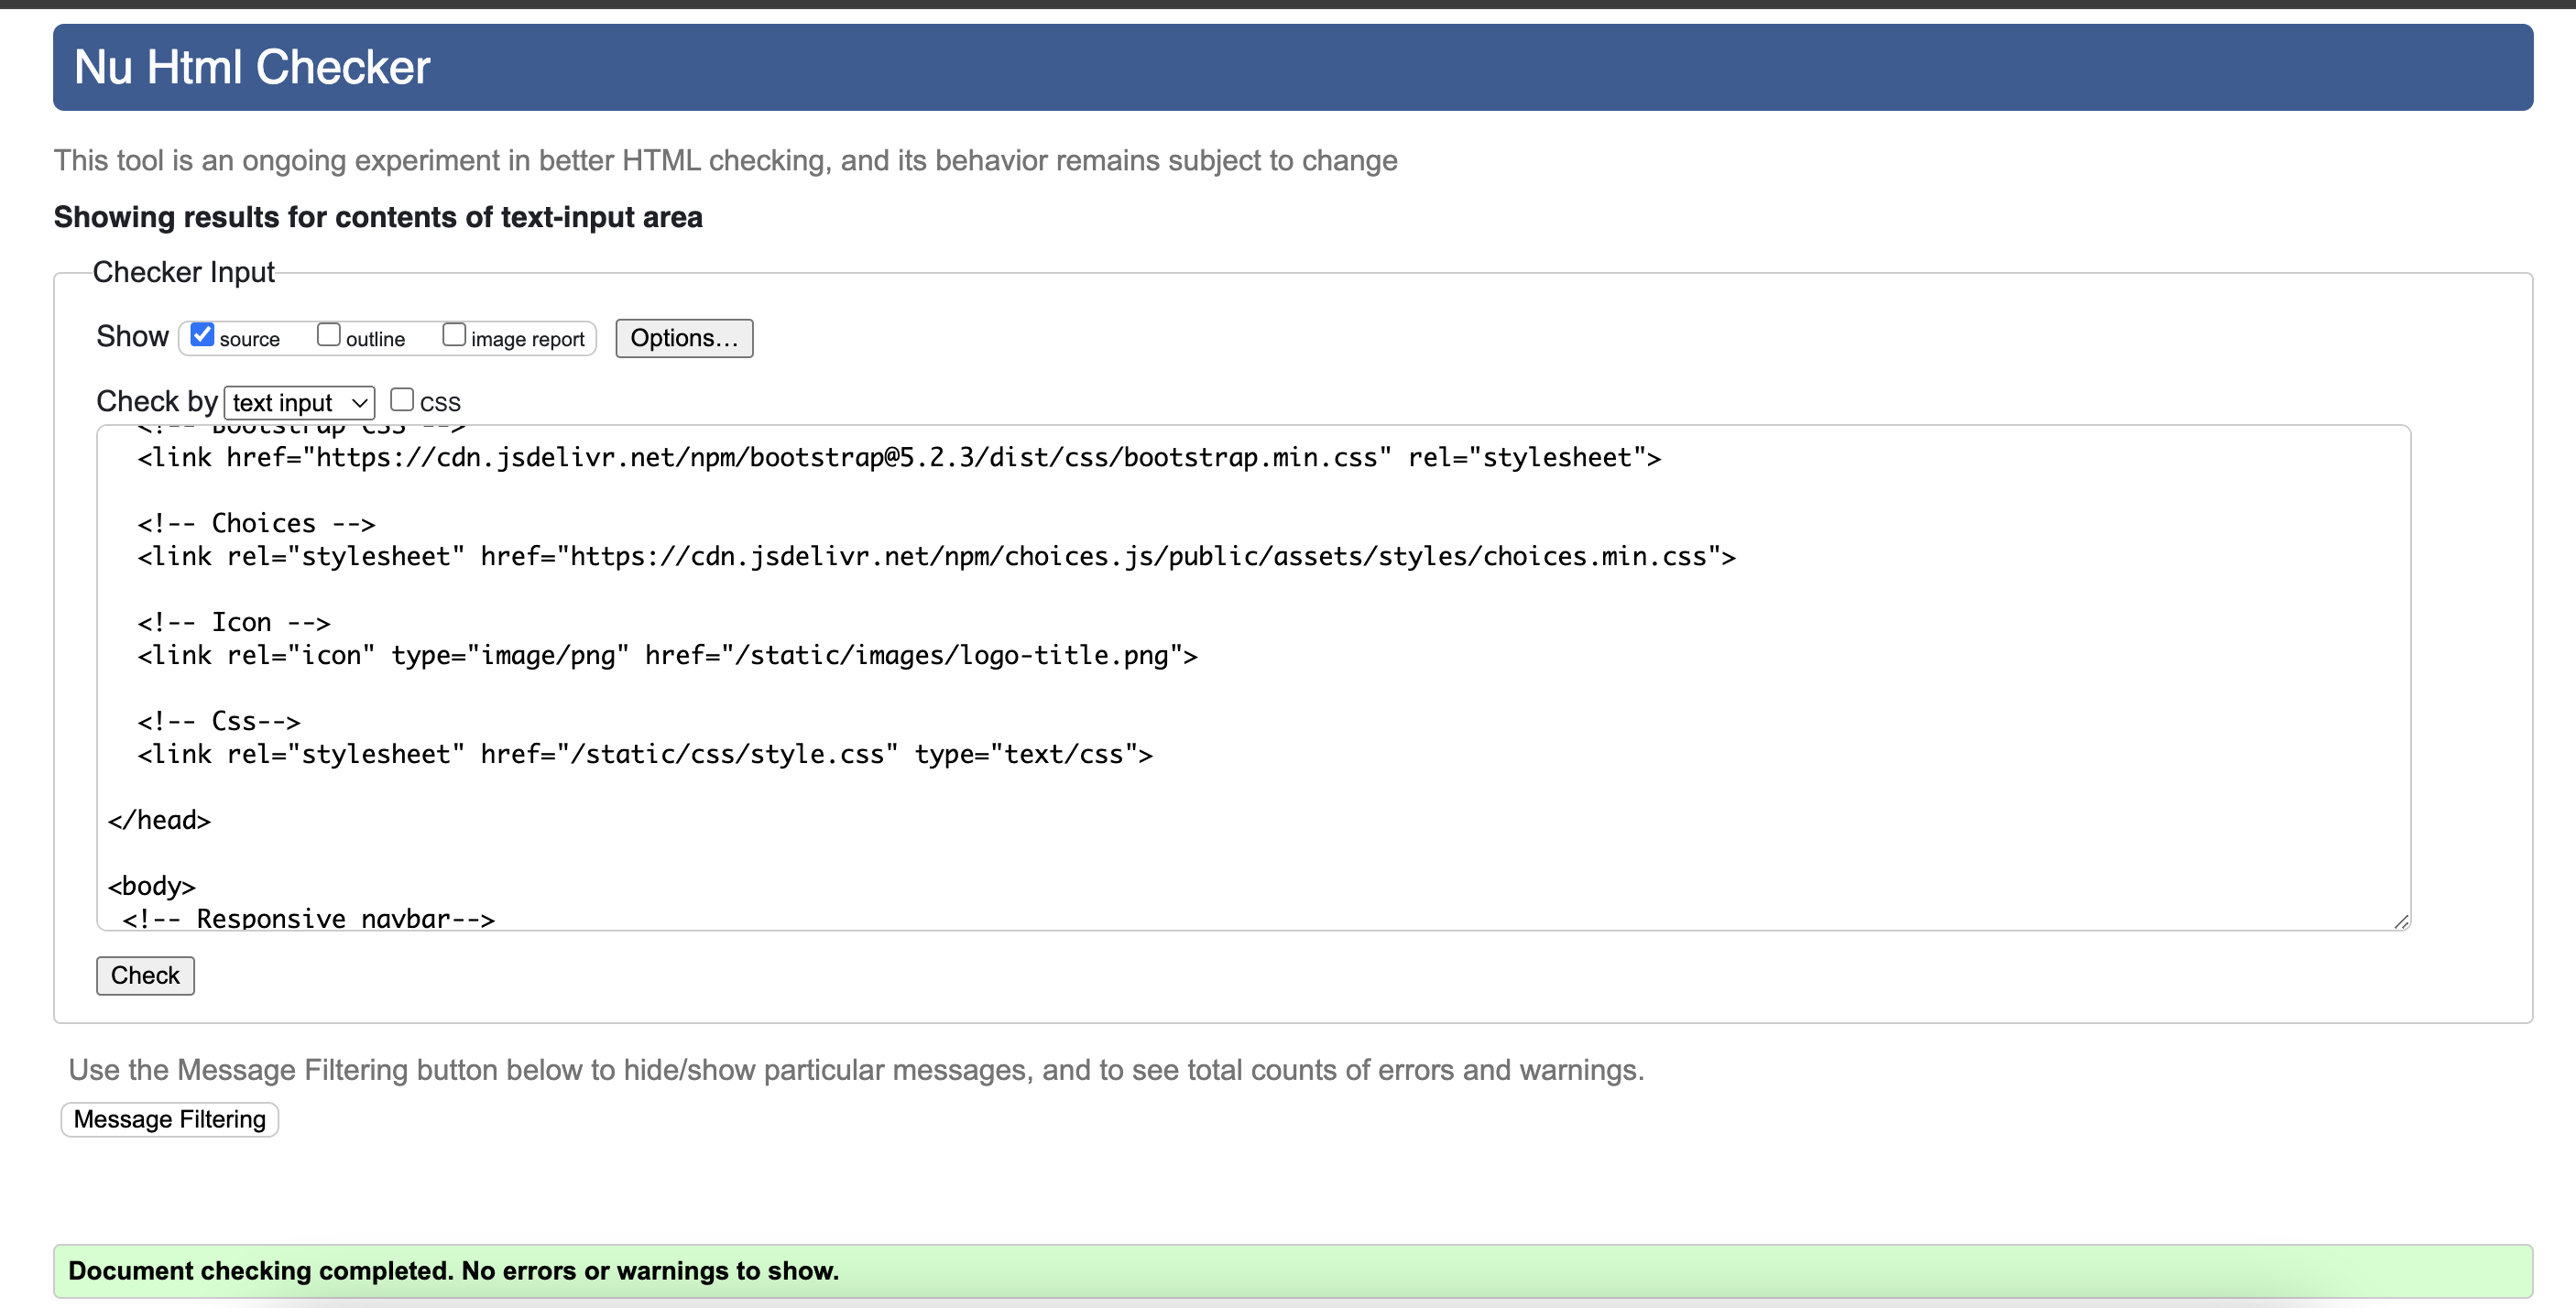 Nu Html Checker
This tool is an ongoing experiment in better HTML checking, and its behavior remains subject to change
Showing results for contents of text-input area
Checker Input
Show source outline image report Options...
Check by text input css
<!-- Bootstrap CSS -->
<link href="https://cdn.jsdelivr.net/npm/bootstrap@5.2.3/dist/css/bootstrap.min.css" rel="stylesheet">
<!-- Choices -->
<link rel="stylesheet" href="https://cdn.jsdelivr.net/npm/choices.js/public/assets/styles/choices.min.css">
<!-- Icon -->
<link rel="icon" type="image/png" href="/static/images/logo-title.png">
<!-- Css-->
<link rel="stylesheet" href="/static/css/style.css" type="text/css">
</head>
<body>
<!-- Responsive navbar-->
Check
Use the Message Filtering button below to hide/show particular messages, and to see total counts of errors and warnings.
Message Filtering
Document checking completed. No errors or warnings to show.